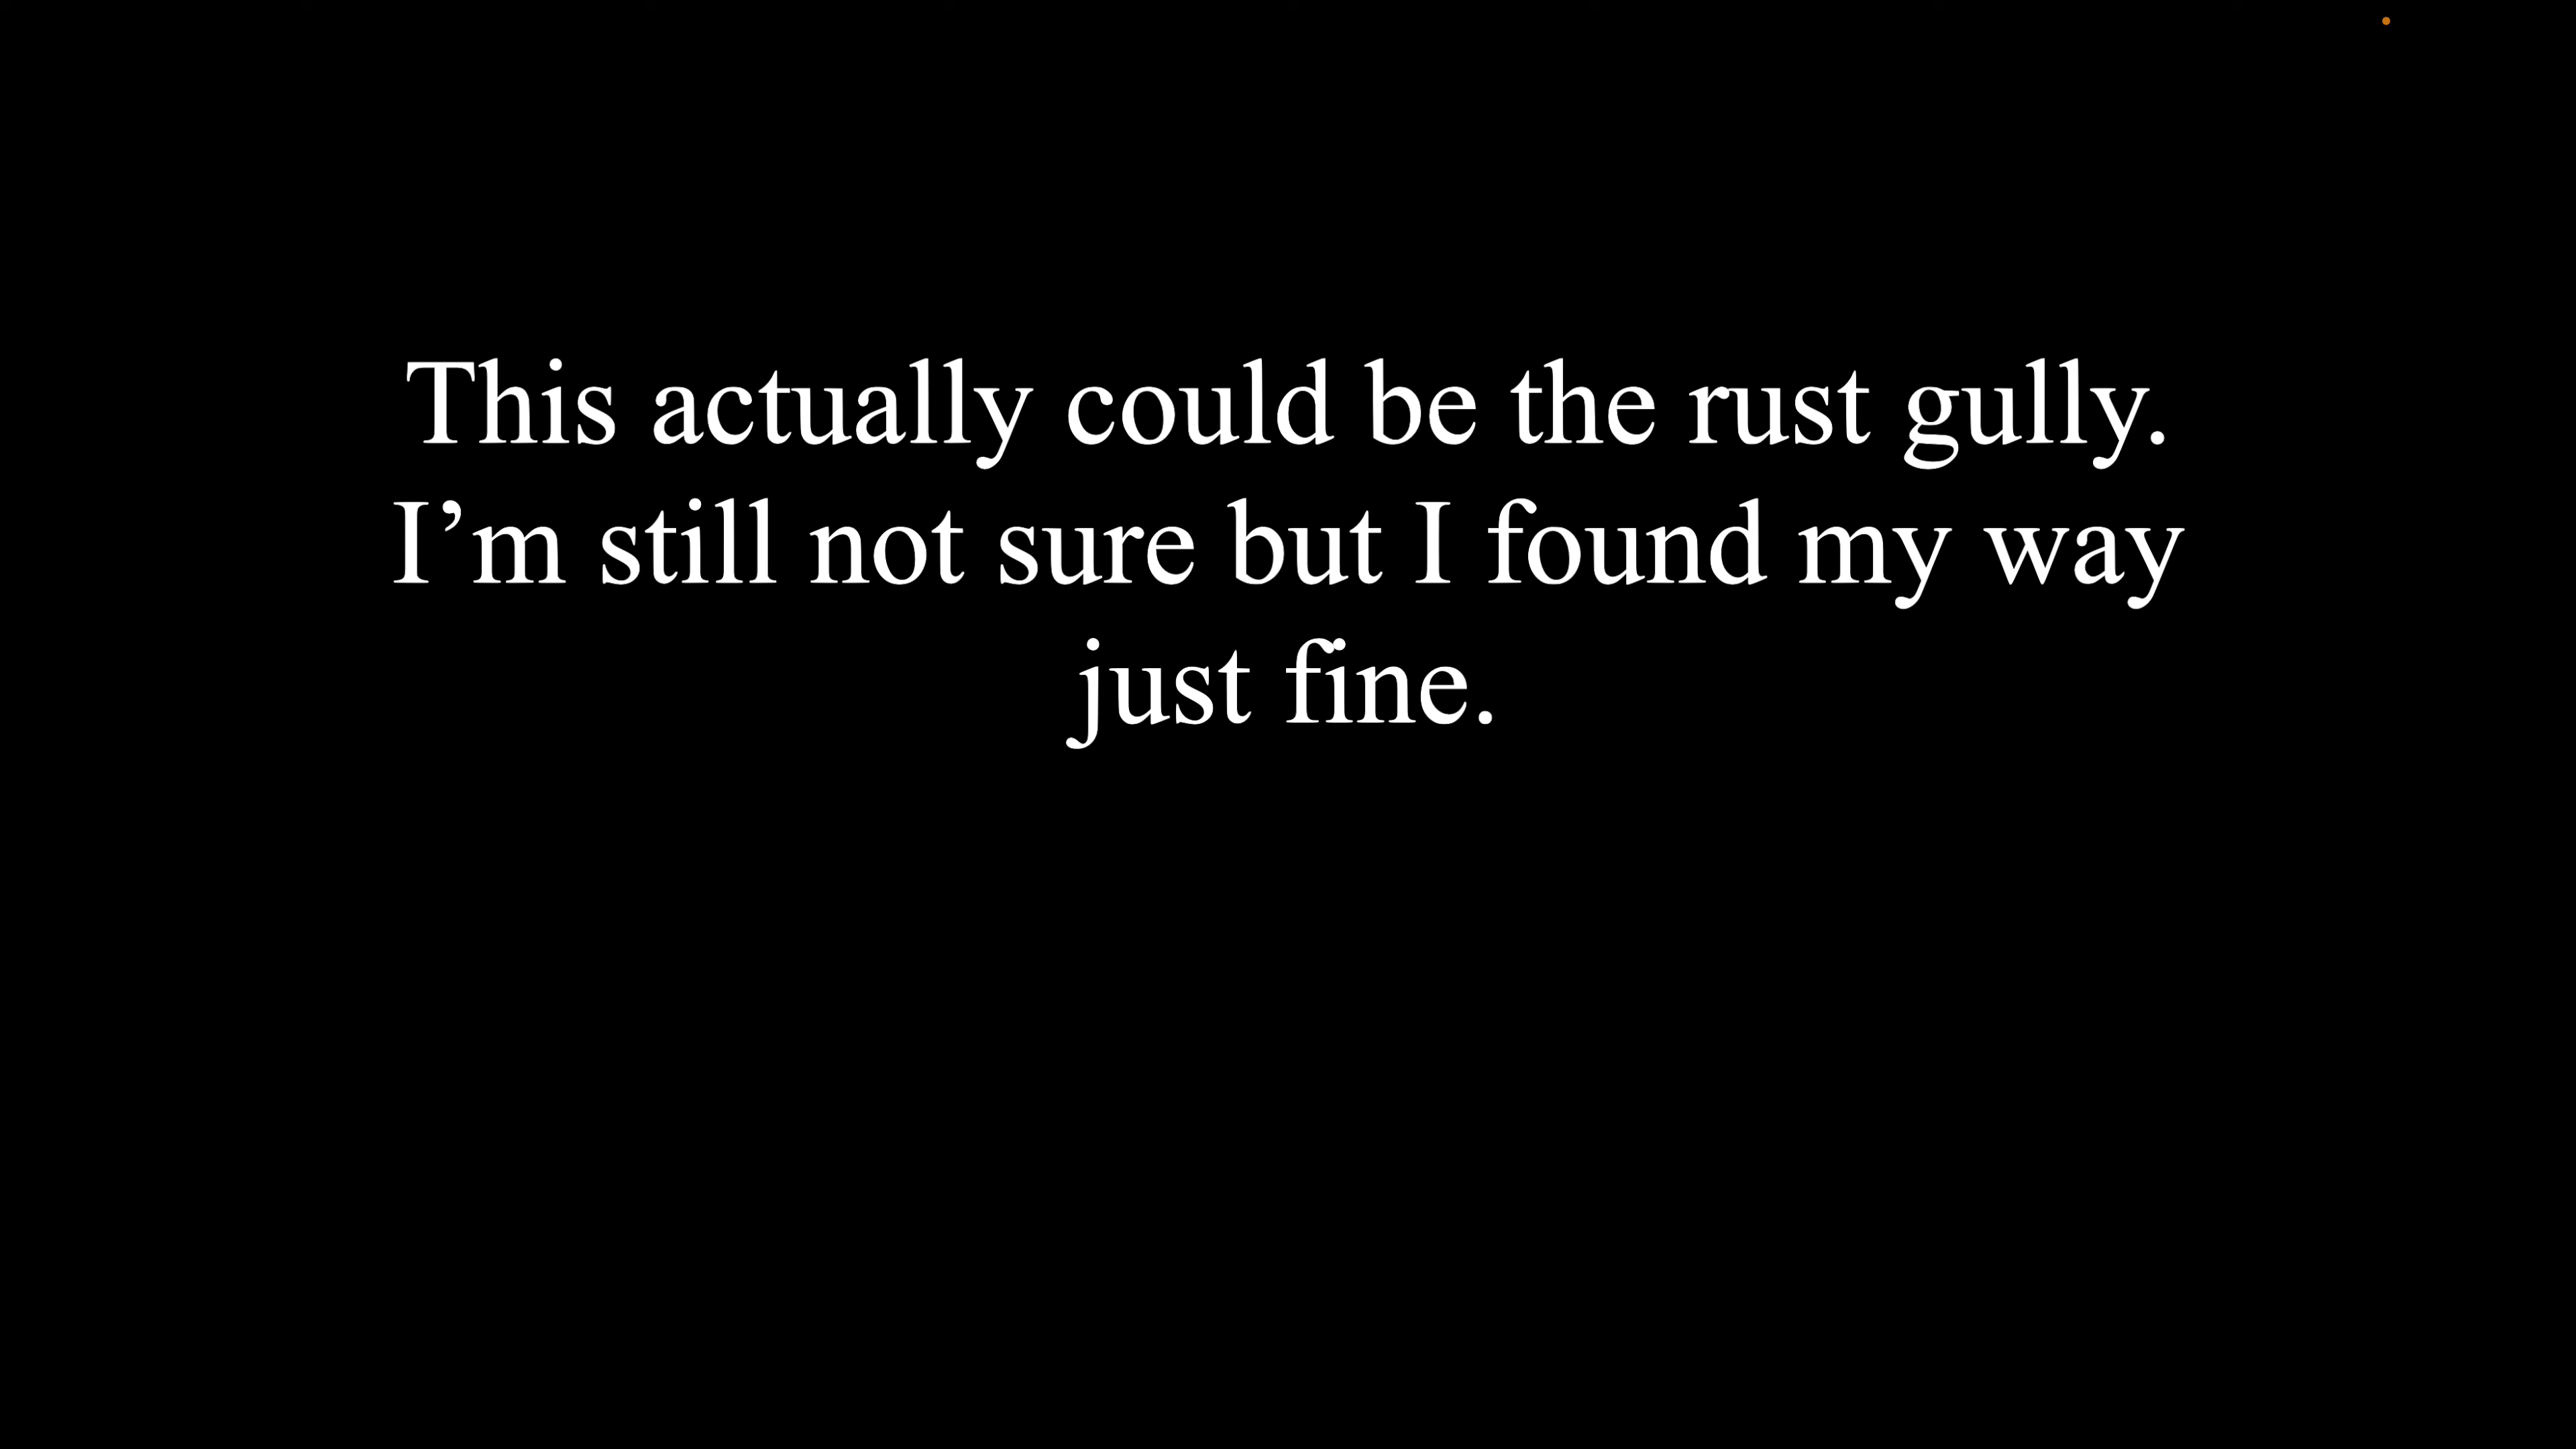 This actually could be the rust gully.
I’m still not sure but I found my way
just fine.